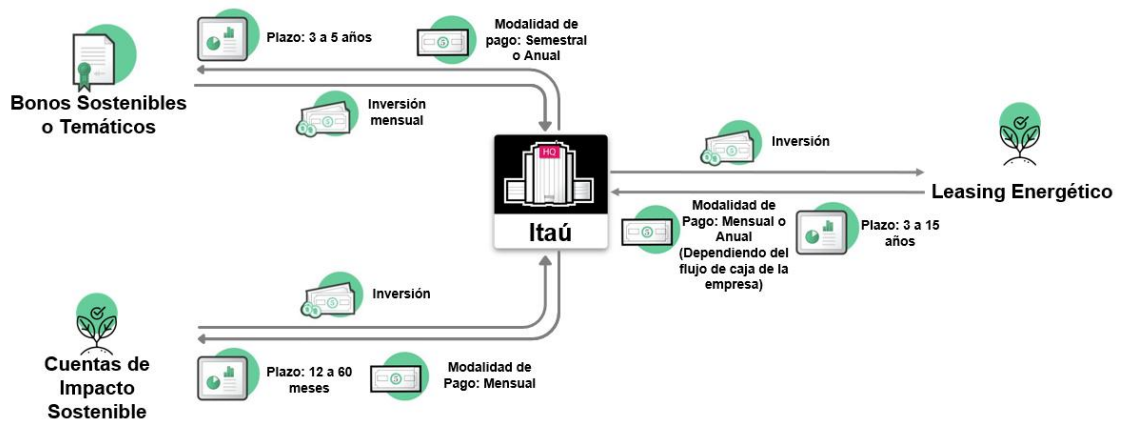 Plazo: 3 a 5 años
Modalidad de
pago: Semestral
o Anual
Bonos Sostenibles
o Temáticos
Inversión
mensual
HQ
Itaú
Inversión
Leasing Energético
Modalidad de
Pago: Mensual o
Anual
(Dependiendo del
flujo de caja de la
empresa)
Plazo: 3 a 15
años
Inversión
Cuentas de
Impacto
Sostenible
Plazo: 12 a 60
meses
Modalidad de
Pago: Mensual